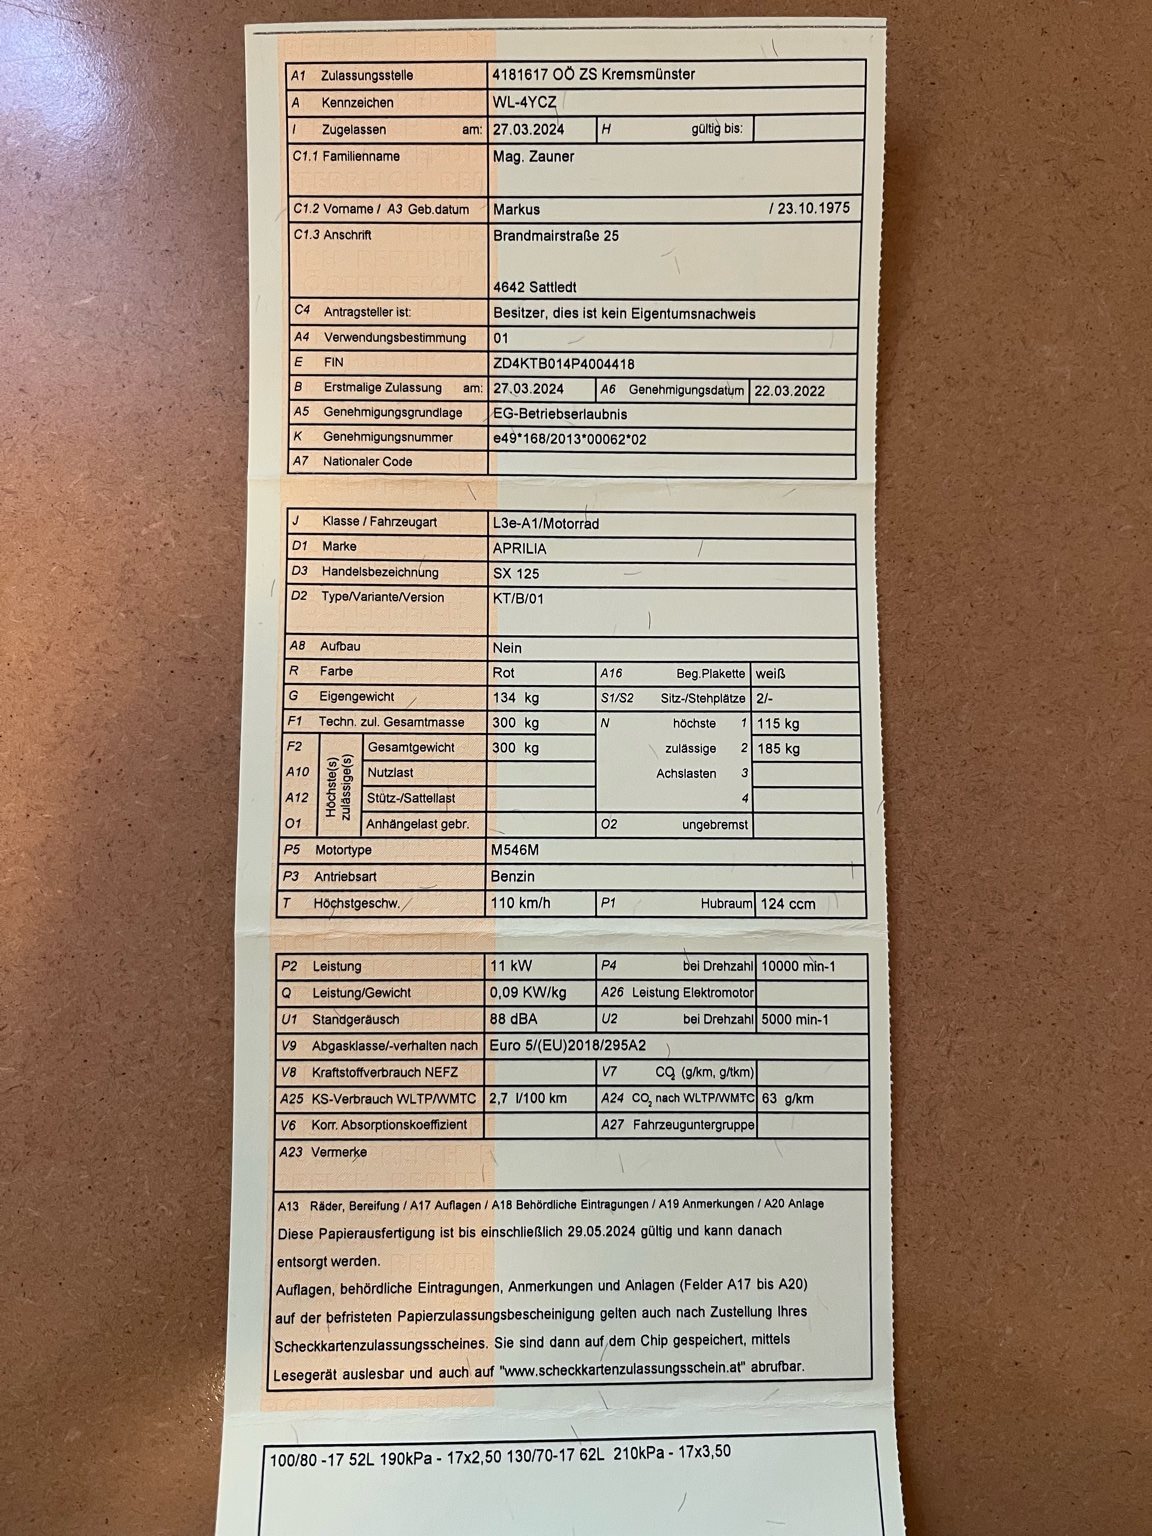 A1 Zulassungsstelle 4181617 OÖ ZS Kremsmünster
A Kennzeichen WL-4YCZ
I Zugelassen am: 27.03.2024 H gültig bis:
C1.1 Familienname Mag. Zauner
C1.2 Vorname / A3 Geb.datum Markus / 23.10.1975
C1.3 Anschrift Brandmairstraße 25
4642 Sattledt
C4 Antragsteller ist: Besitzer, dies ist kein Eigentumsnachweis
A4 Verwendungsbestimmung 01
E FIN ZD4KTB014P4004418
B Erstmalige Zulassung am: 27.03.2024 A6 Genehmigungsdatum 22.03.2022
A5 Genehmigungsgrundlage EG-Betriebserlaubnis
K Genehmigungsnummer e49*168/2013*00062*02
A7 Nationaler Code
J Klasse / Fahrzeugart L3e-A1/Motorrad
D1 Marke APRILIA
D3 Handelsbezeichnung SX 125
D2 Type/Variante/Version KT/B/01
A8 Aufbau Nein
R Farbe Rot A16 Beg.Plakette weiß
G Eigengewicht 134 kg S1/S2 Sitz-/Stehplätze 2/-
F1 Techn. zul. Gesamtmasse 300 kg N höchste 1 115 kg
F2 Höchste(s) zulässige(s) Gesamtgewicht 300 kg zulässige 2 185 kg
A10 Nutzlast Achslasten 3
A12 Stütz-/Sattellast 4
O1 Anhängelast gebr. O2 ungebremst
P5 Motortype M546M
P3 Antriebsart Benzin
T Höchstgeschw. 110 km/h P1 Hubraum 124 ccm
P2 Leistung 11 kW P4 bei Drehzahl 10000 min-1
Q Leistung/Gewicht 0,09 KW/kg A26 Leistung Elektromotor
U1 Standgeräusch 88 dBA U2 bei Drehzahl 5000 min-1
V9 Abgasklasse/-verhalten nach Euro 5/(EU)2018/295A2
V8 Kraftstoffverbrauch NEFZ V7 CO2 (g/km, g/tkm)
A25 KS-Verbrauch WLTP/WMTC 2,7 l/100 km A24 CO2 nach WLTP/WMTC 63 g/km
V6 Korr. Absorptionskoeffizient A27 Fahrzeuguntergruppe
A23 Vermerke
A13 Räder, Bereifung / A17 Auflagen / A18 Behördliche Eintragungen / A19 Anmerkungen / A20 Anlage
Diese Papierausfertigung ist bis einschließlich 29.05.2024 gültig und kann danach
entsorgt werden.
Auflagen, behördliche Eintragungen, Anmerkungen und Anlagen (Felder A17 bis A20)
auf der befristeten Papierzulassungsbescheinigung gelten auch nach Zustellung Ihres
Scheckkartenzulassungsscheines. Sie sind dann auf dem Chip gespeichert, mittels
Lesegerät auslesbar und auch auf "www.scheckkartenzulassungsschein.at" abrufbar.
100/80 -17 52L 190kPa - 17x2,50 130/70-17 62L 210kPa - 17x3,50